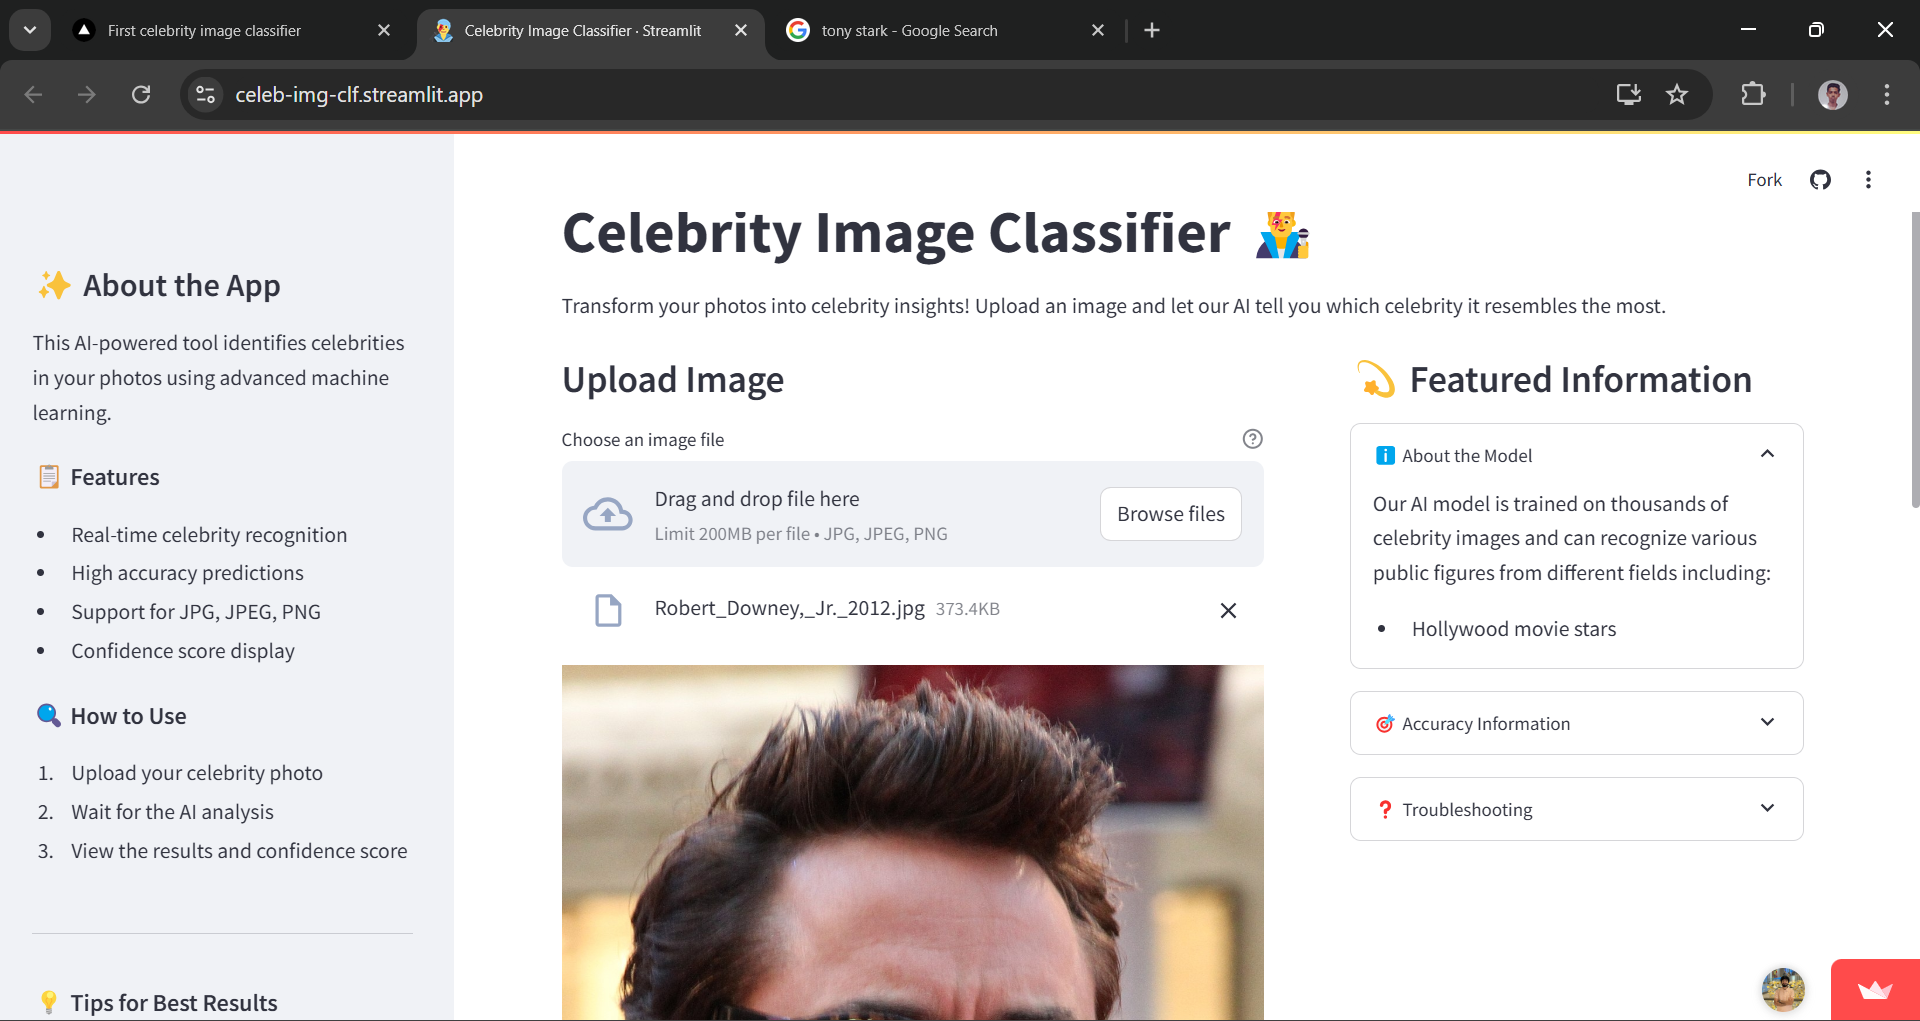 First celebrity image classifier
Celebrity Image Classifier · Streamlit
tony stark - Google Search
celeb-img-clf.streamlit.app
Fork
About the App
This AI-powered tool identifies celebrities
in your photos using advanced machine
learning.
Features
Real-time celebrity recognition
High accuracy predictions
Support for JPG, JPEG, PNG
Confidence score display
How to Use
1. Upload your celebrity photo
2. Wait for the AI analysis
3. View the results and confidence score
Tips for Best Results
Celebrity Image Classifier
Transform your photos into celebrity insights! Upload an image and let our AI tell you which celebrity it resembles the most.
Upload Image
Choose an image file
Drag and drop file here
Limit 200MB per file • JPG, JPEG, PNG
Browse files
Robert_Downey,_Jr._2012.jpg 373.4KB
Featured Information
About the Model
Our AI model is trained on thousands of
celebrity images and can recognize various
public figures from different fields including:
Hollywood movie stars
Accuracy Information
Troubleshooting